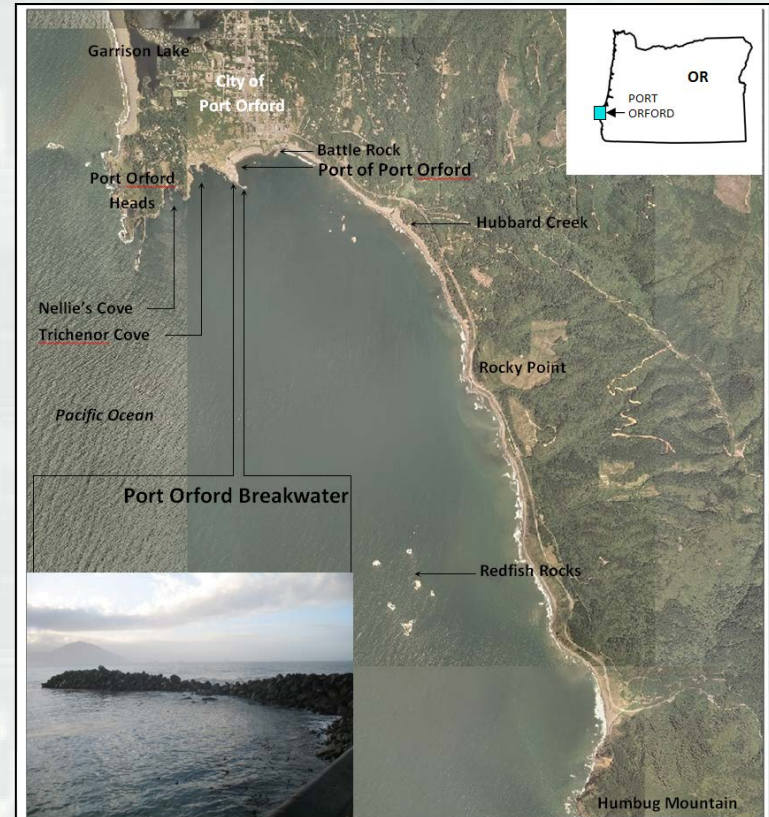 Garrison Lake
City of
Port Orford
OR
PORT
ORFORD
Battle Rock
Port of Port Orford
Port Orford
Heads
Hubbard Creek
Nellie's Cove
Trichenor Cove
Rocky Point
Pacific Ocean
Port Orford Breakwater
Redfish Rocks
Humbug Mountain